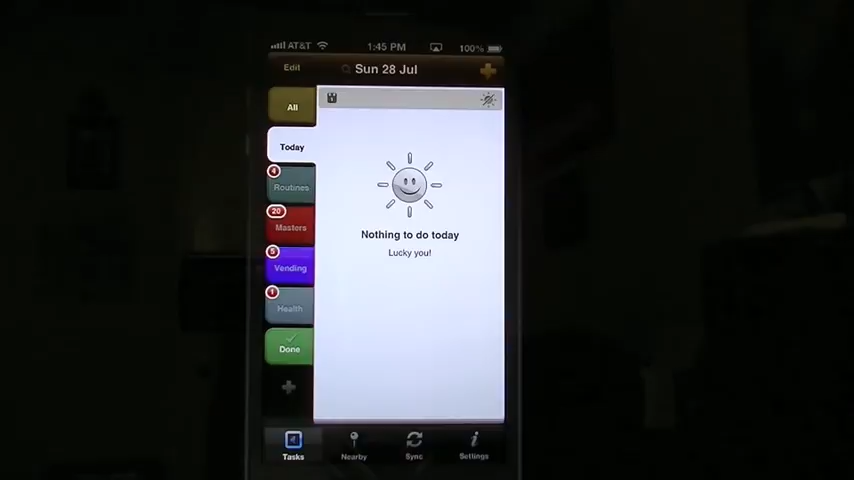 AT&T 1:45 PM 100%
Edit Sun 28 Jul
All
Today
4
Routines
20
Masters
5
Vending
1
Health
Done
Nothing to do today
Lucky you!
Tasks Nearby Sync Settings